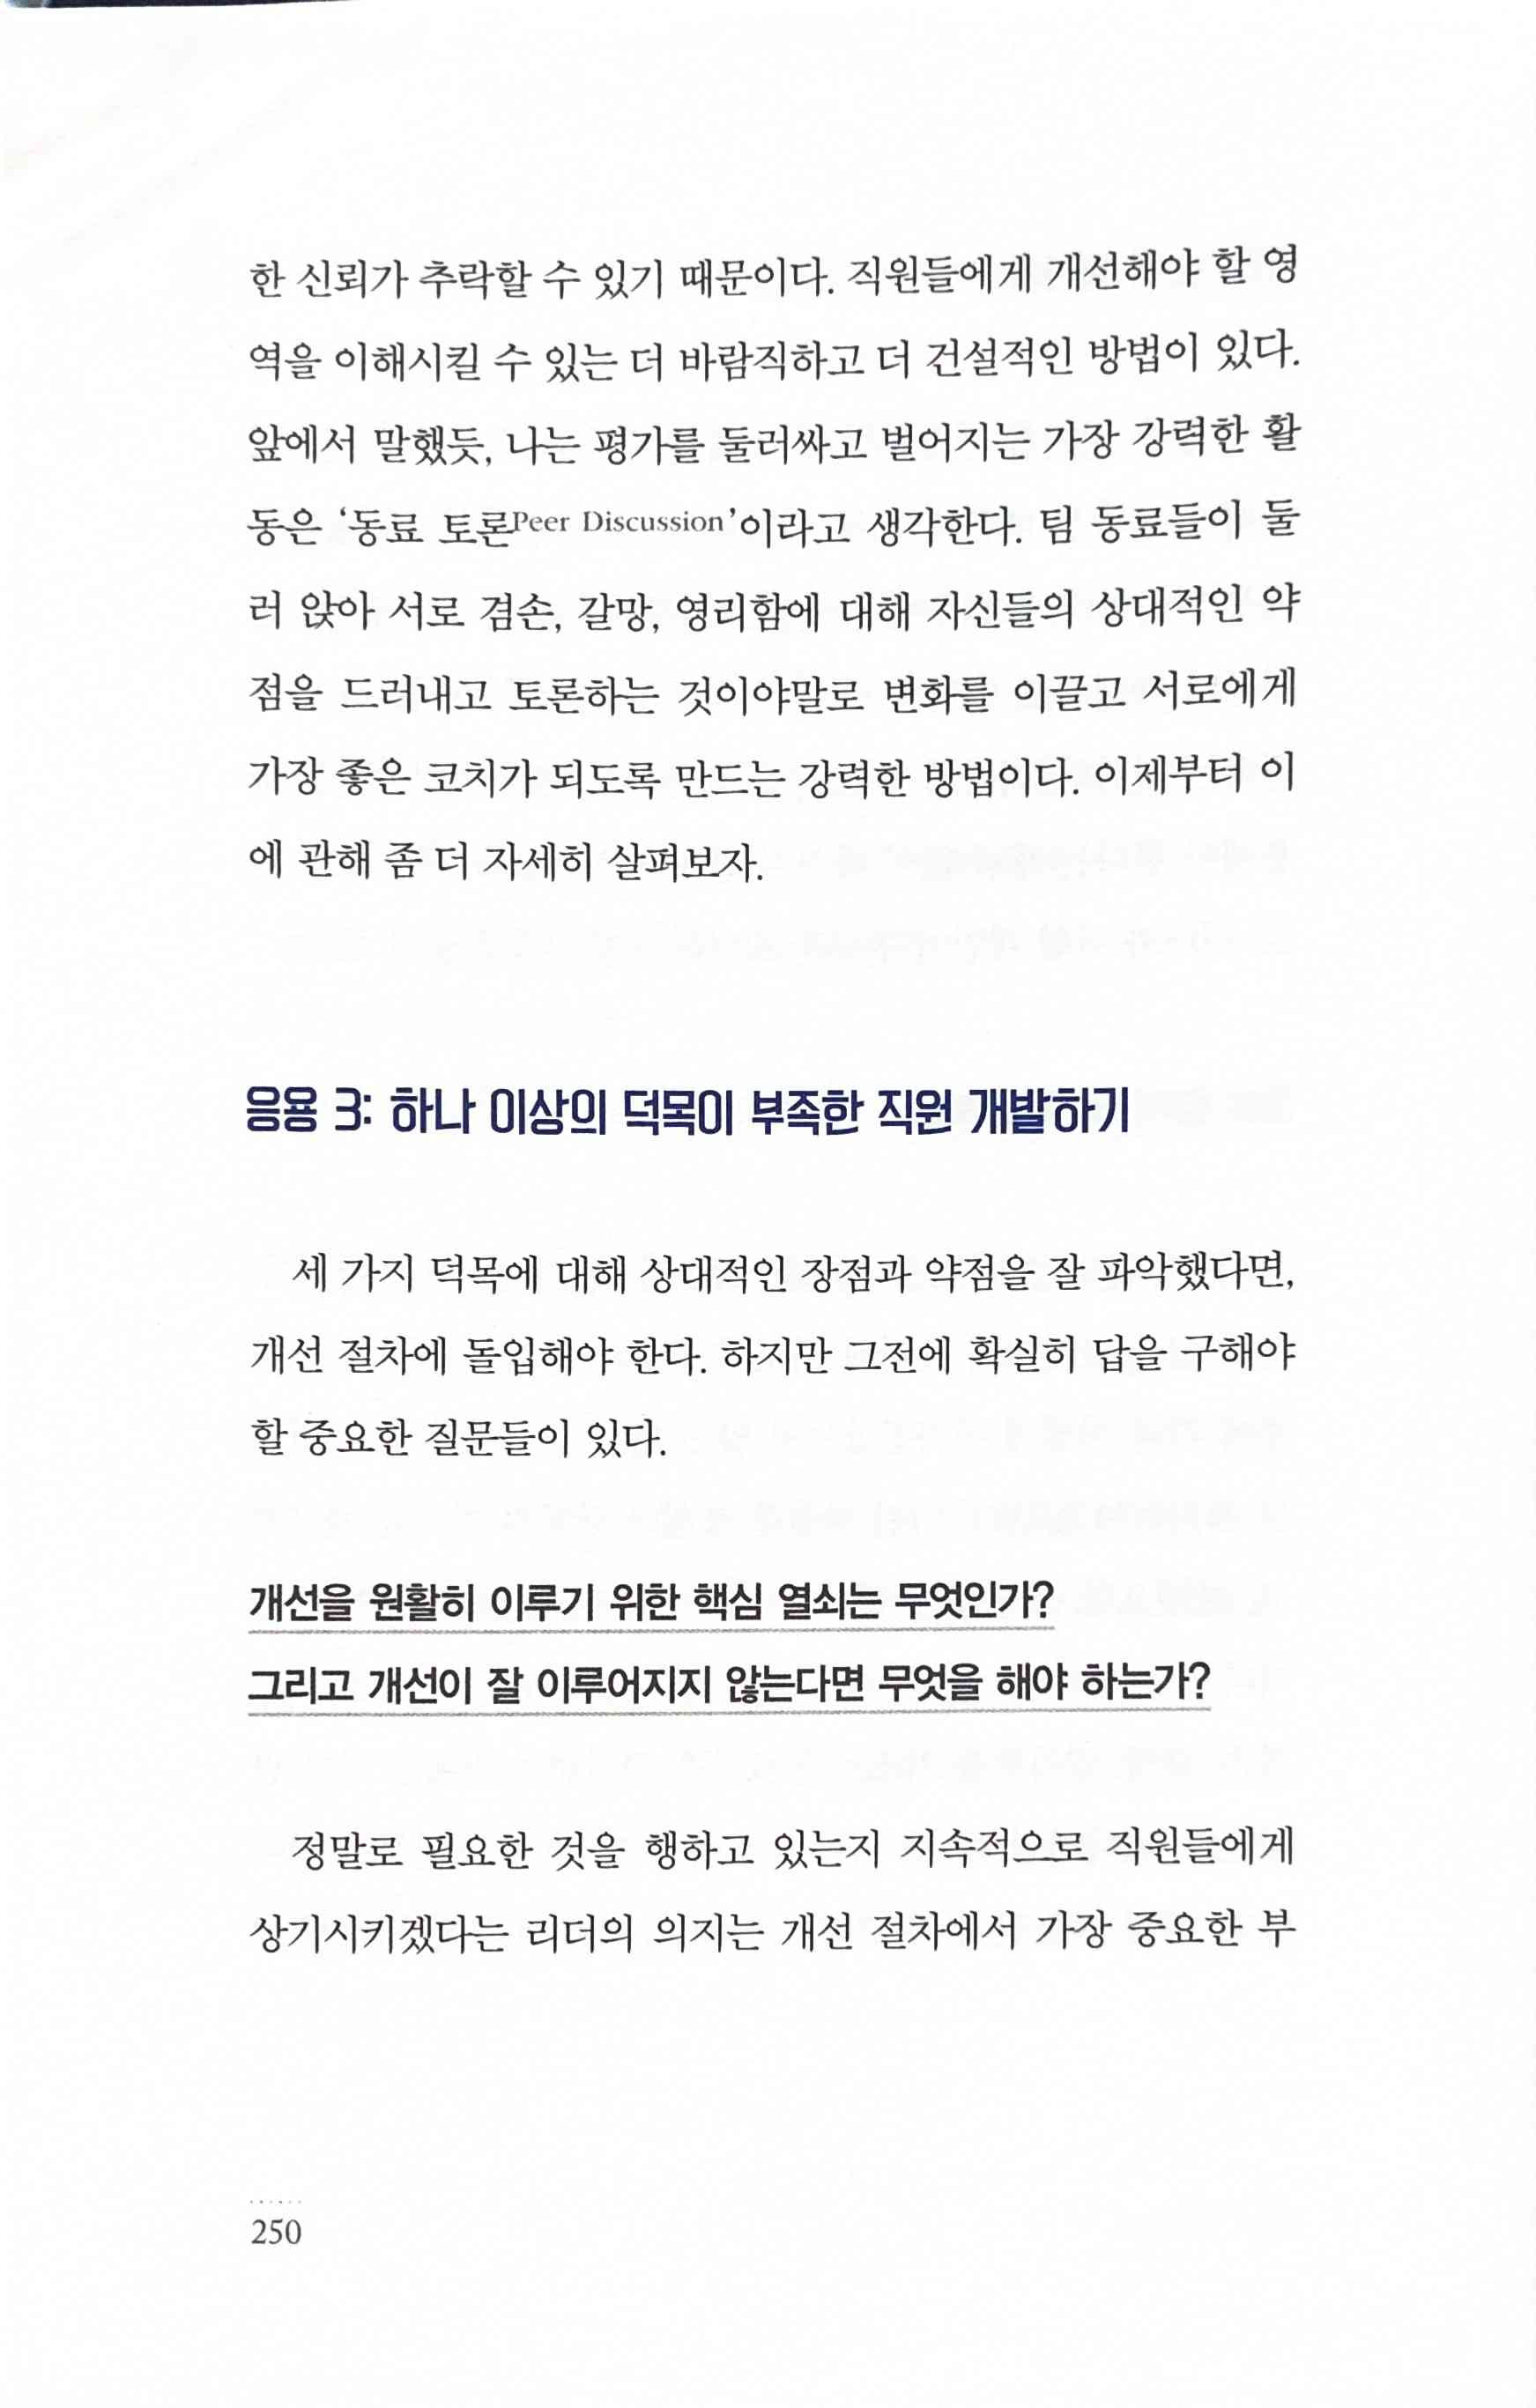 한 신뢰가 추락할 수 있기 때문이다. 직원들에게 개선해야 할 영
역을 이해시킬 수 있는 더 바람직하고 더 건설적인 방법이 있다.
앞에서 말했듯, 나는 평가를 둘러싸고 벌어지는 가장 강력한 활
동은 ‘동료 토론Peer Discussion’이라고 생각한다. 팀 동료들이 둘
러 앉아 서로 겸손, 갈망, 영리함에 대해 자신들의 상대적인 약
점을 드러내고 토론하는 것이야말로 변화를 이끌고 서로에게
가장 좋은 코치가 되도록 만드는 강력한 방법이다. 이제부터 이
에 관해 좀 더 자세히 살펴보자.
응용 3: 하나 이상의 덕목이 부족한 직원 개발하기
세 가지 덕목에 대해 상대적인 장점과 약점을 잘 파악했다면,
개선 절차에 돌입해야 한다. 하지만 그전에 확실히 답을 구해야
할 중요한 질문들이 있다.
개선을 원활히 이루기 위한 핵심 열쇠는 무엇인가?
그리고 개선이 잘 이루어지지 않는다면 무엇을 해야 하는가?
정말로 필요한 것을 행하고 있는지 지속적으로 직원들에게
상기시키겠다는 리더의 의지는 개선 절차에서 가장 중요한 부
250